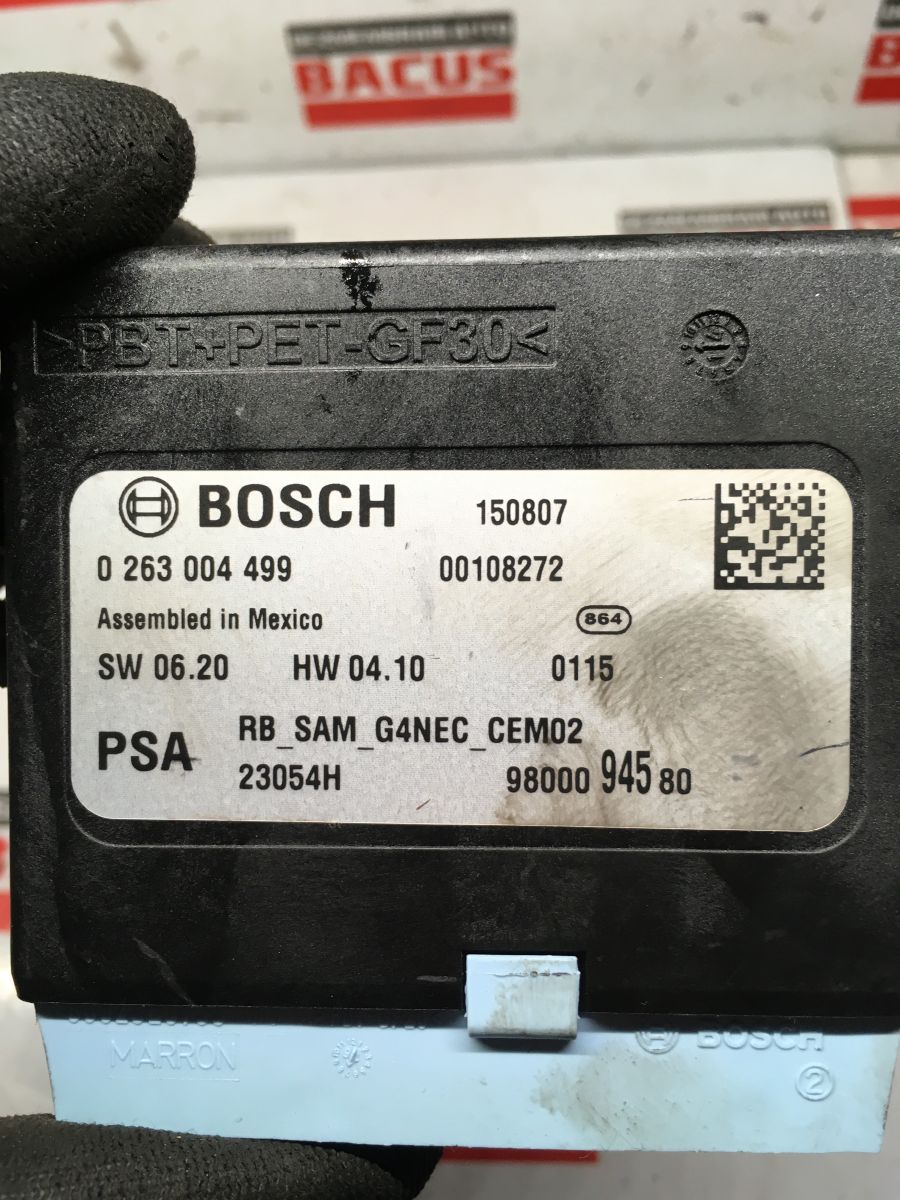 BACUS
>PBT+PET-GF30<
BOSCH 150807
0 263 004 499 00108272
Assembled in Mexico 864
SW 06.20 HW 04.10 0115
PSA RB_SAM_G4NEC_CEM02
23054H 98000 945 80
MARRON BOSCH
2